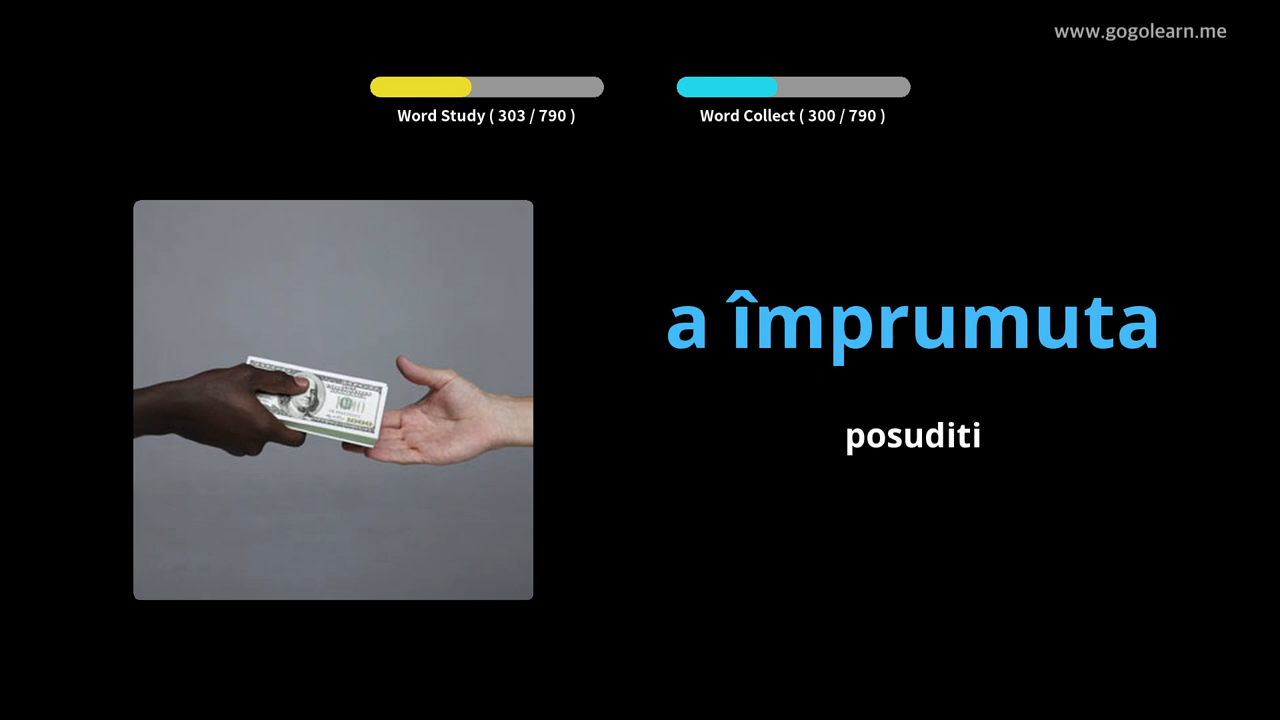 www.gogolearn.me
Word Study ( 303 / 790 )
Word Collect ( 300 / 790 )
a împrumuta
posuditi